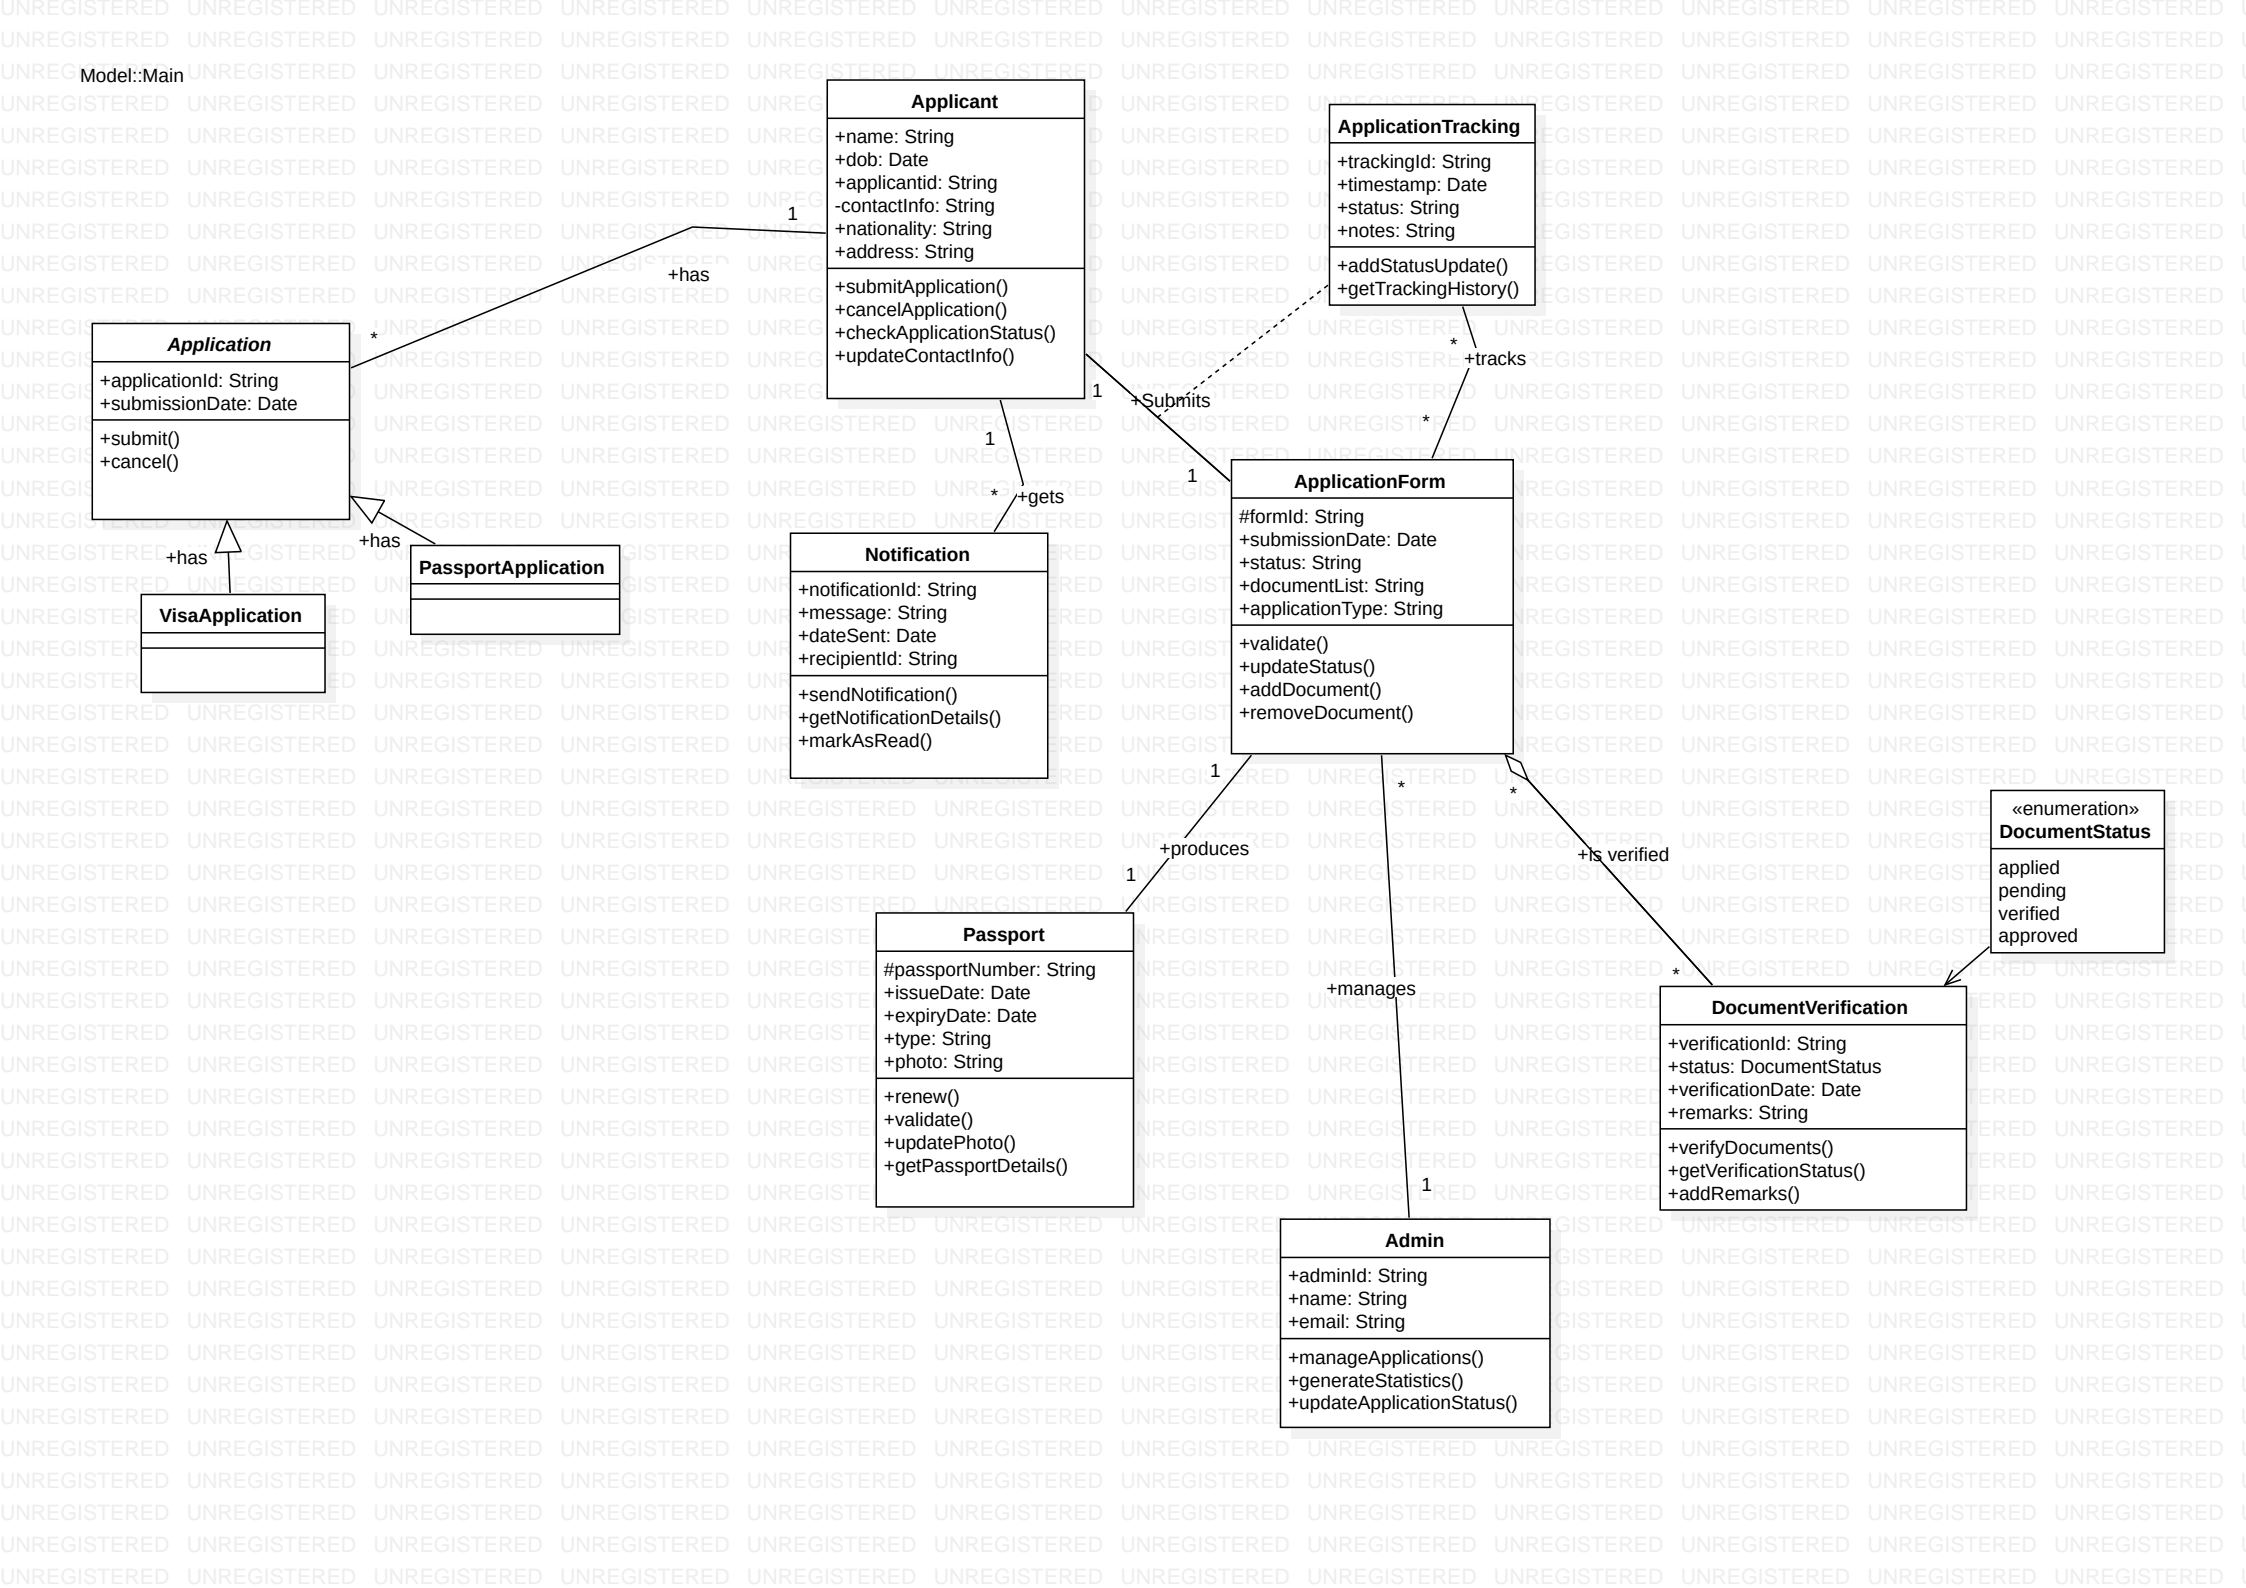 Model::Main
Applicant
+name: String
+dob: Date
+applicantid: String
-contactInfo: String
+nationality: String
+address: String
+submitApplication()
+cancelApplication()
+checkApplicationStatus()
+updateContactInfo()
ApplicationTracking
+trackingId: String
+timestamp: Date
+status: String
+notes: String
+addStatusUpdate()
+getTrackingHistory()
1
+has
*
Application
+applicationId: String
+submissionDate: Date
+submit()
+cancel()
+has
+has
VisaApplication
PassportApplication
1
* +gets
1
+Submits
1
*
+tracks
*
Notification
+notificationId: String
+message: String
+dateSent: Date
+recipientId: String
+sendNotification()
+getNotificationDetails()
+markAsRead()
ApplicationForm
#formId: String
+submissionDate: Date
+status: String
+documentList: String
+applicationType: String
+validate()
+updateStatus()
+addDocument()
+removeDocument()
1
+produces
1
*
+manages
1
*
+is verified
*
«enumeration»
DocumentStatus
applied
pending
verified
approved
Passport
#passportNumber: String
+issueDate: Date
+expiryDate: Date
+type: String
+photo: String
+renew()
+validate()
+updatePhoto()
+getPassportDetails()
DocumentVerification
+verificationId: String
+status: DocumentStatus
+verificationDate: Date
+remarks: String
+verifyDocuments()
+getVerificationStatus()
+addRemarks()
Admin
+adminId: String
+name: String
+email: String
+manageApplications()
+generateStatistics()
+updateApplicationStatus()
UNREGISTERED